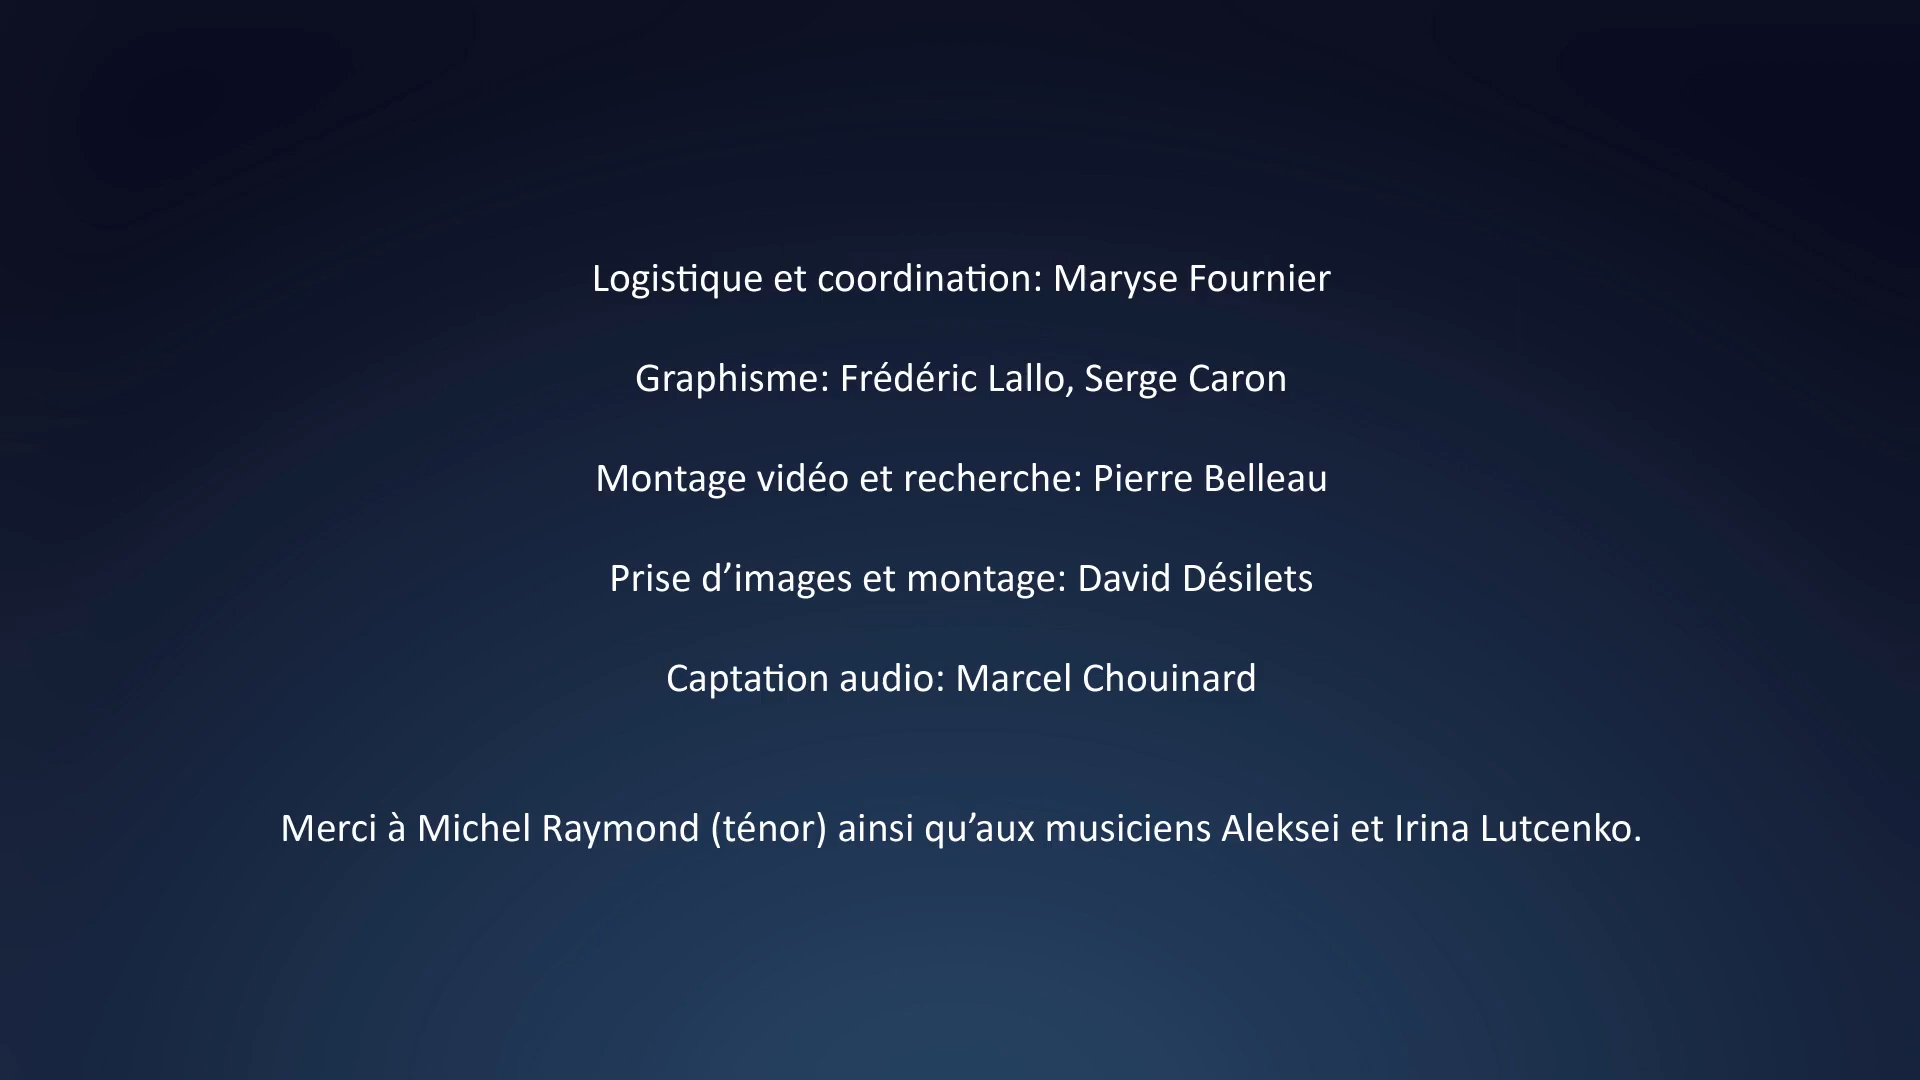 Logistique et coordination: Maryse Fournier
Graphisme: Frédéric Lallo, Serge Caron
Montage vidéo et recherche: Pierre Belleau
Prise d’images et montage: David Désilets
Captation audio: Marcel Chouinard
Merci à Michel Raymond (ténor) ainsi qu’aux musiciens Aleksei et Irina Lutcenko.